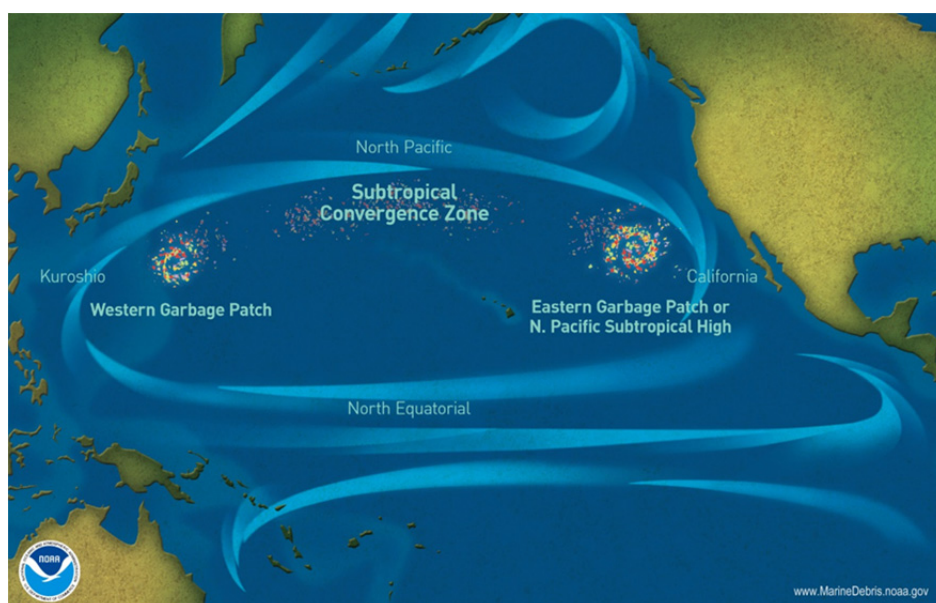 North Pacific
Subtropical
Convergence Zone
Kuroshio
California
Western Garbage Patch
Eastern Garbage Patch or
N. Pacific Subtropical High
North Equatorial
NOAA
www.MarineDebris.noaa.gov